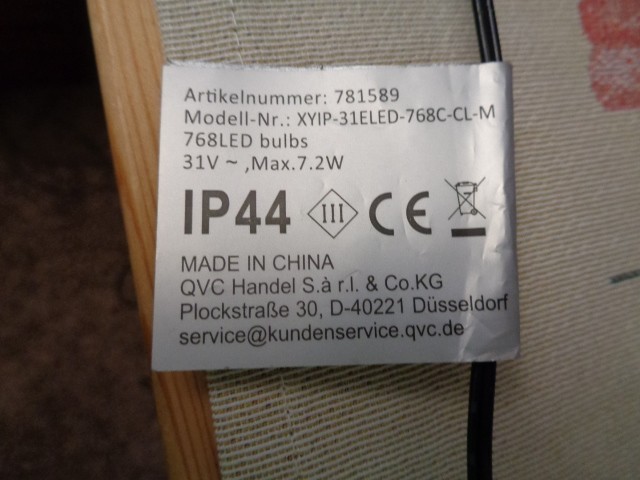 Artikelnummer: 781589
Modell-Nr.: XYIP-31ELED-768C-CL-M
768LED bulbs
31V ~ ,Max.7.2W
IP44 III CE
MADE IN CHINA
QVC Handel S.à r.l. & Co.KG
Plockstraße 30, D-40221 Düsseldorf
service@kundenservice.qvc.de